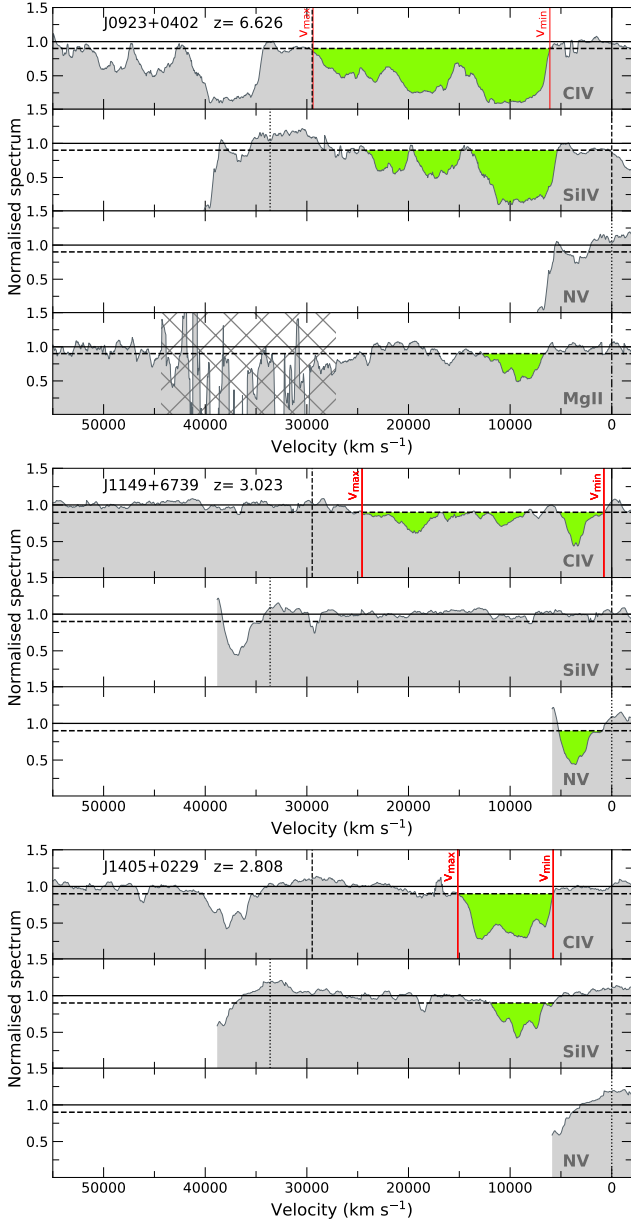 J0923+0402 z= 6.626
v_max
v_min
1.5
1.0
0.5
CIV
1.5
1.0
0.5
SiIV
1.5
1.0
0.5
NV
1.0
0.5
MgII
Normalised spectrum
50000 40000 30000 20000 10000 0
Velocity (km s⁻¹)
J1149+6739 z= 3.023
v_max
v_min
1.5
1.0
0.5
CIV
1.5
1.0
0.5
SiIV
1.5
1.0
0.5
NV
Normalised spectrum
50000 40000 30000 20000 10000 0
Velocity (km s⁻¹)
J1405+0229 z= 2.808
v_max
v_min
1.5
1.0
0.5
CIV
1.5
1.0
0.5
SiIV
1.5
1.0
0.5
NV
Normalised spectrum
50000 40000 30000 20000 10000 0
Velocity (km s⁻¹)